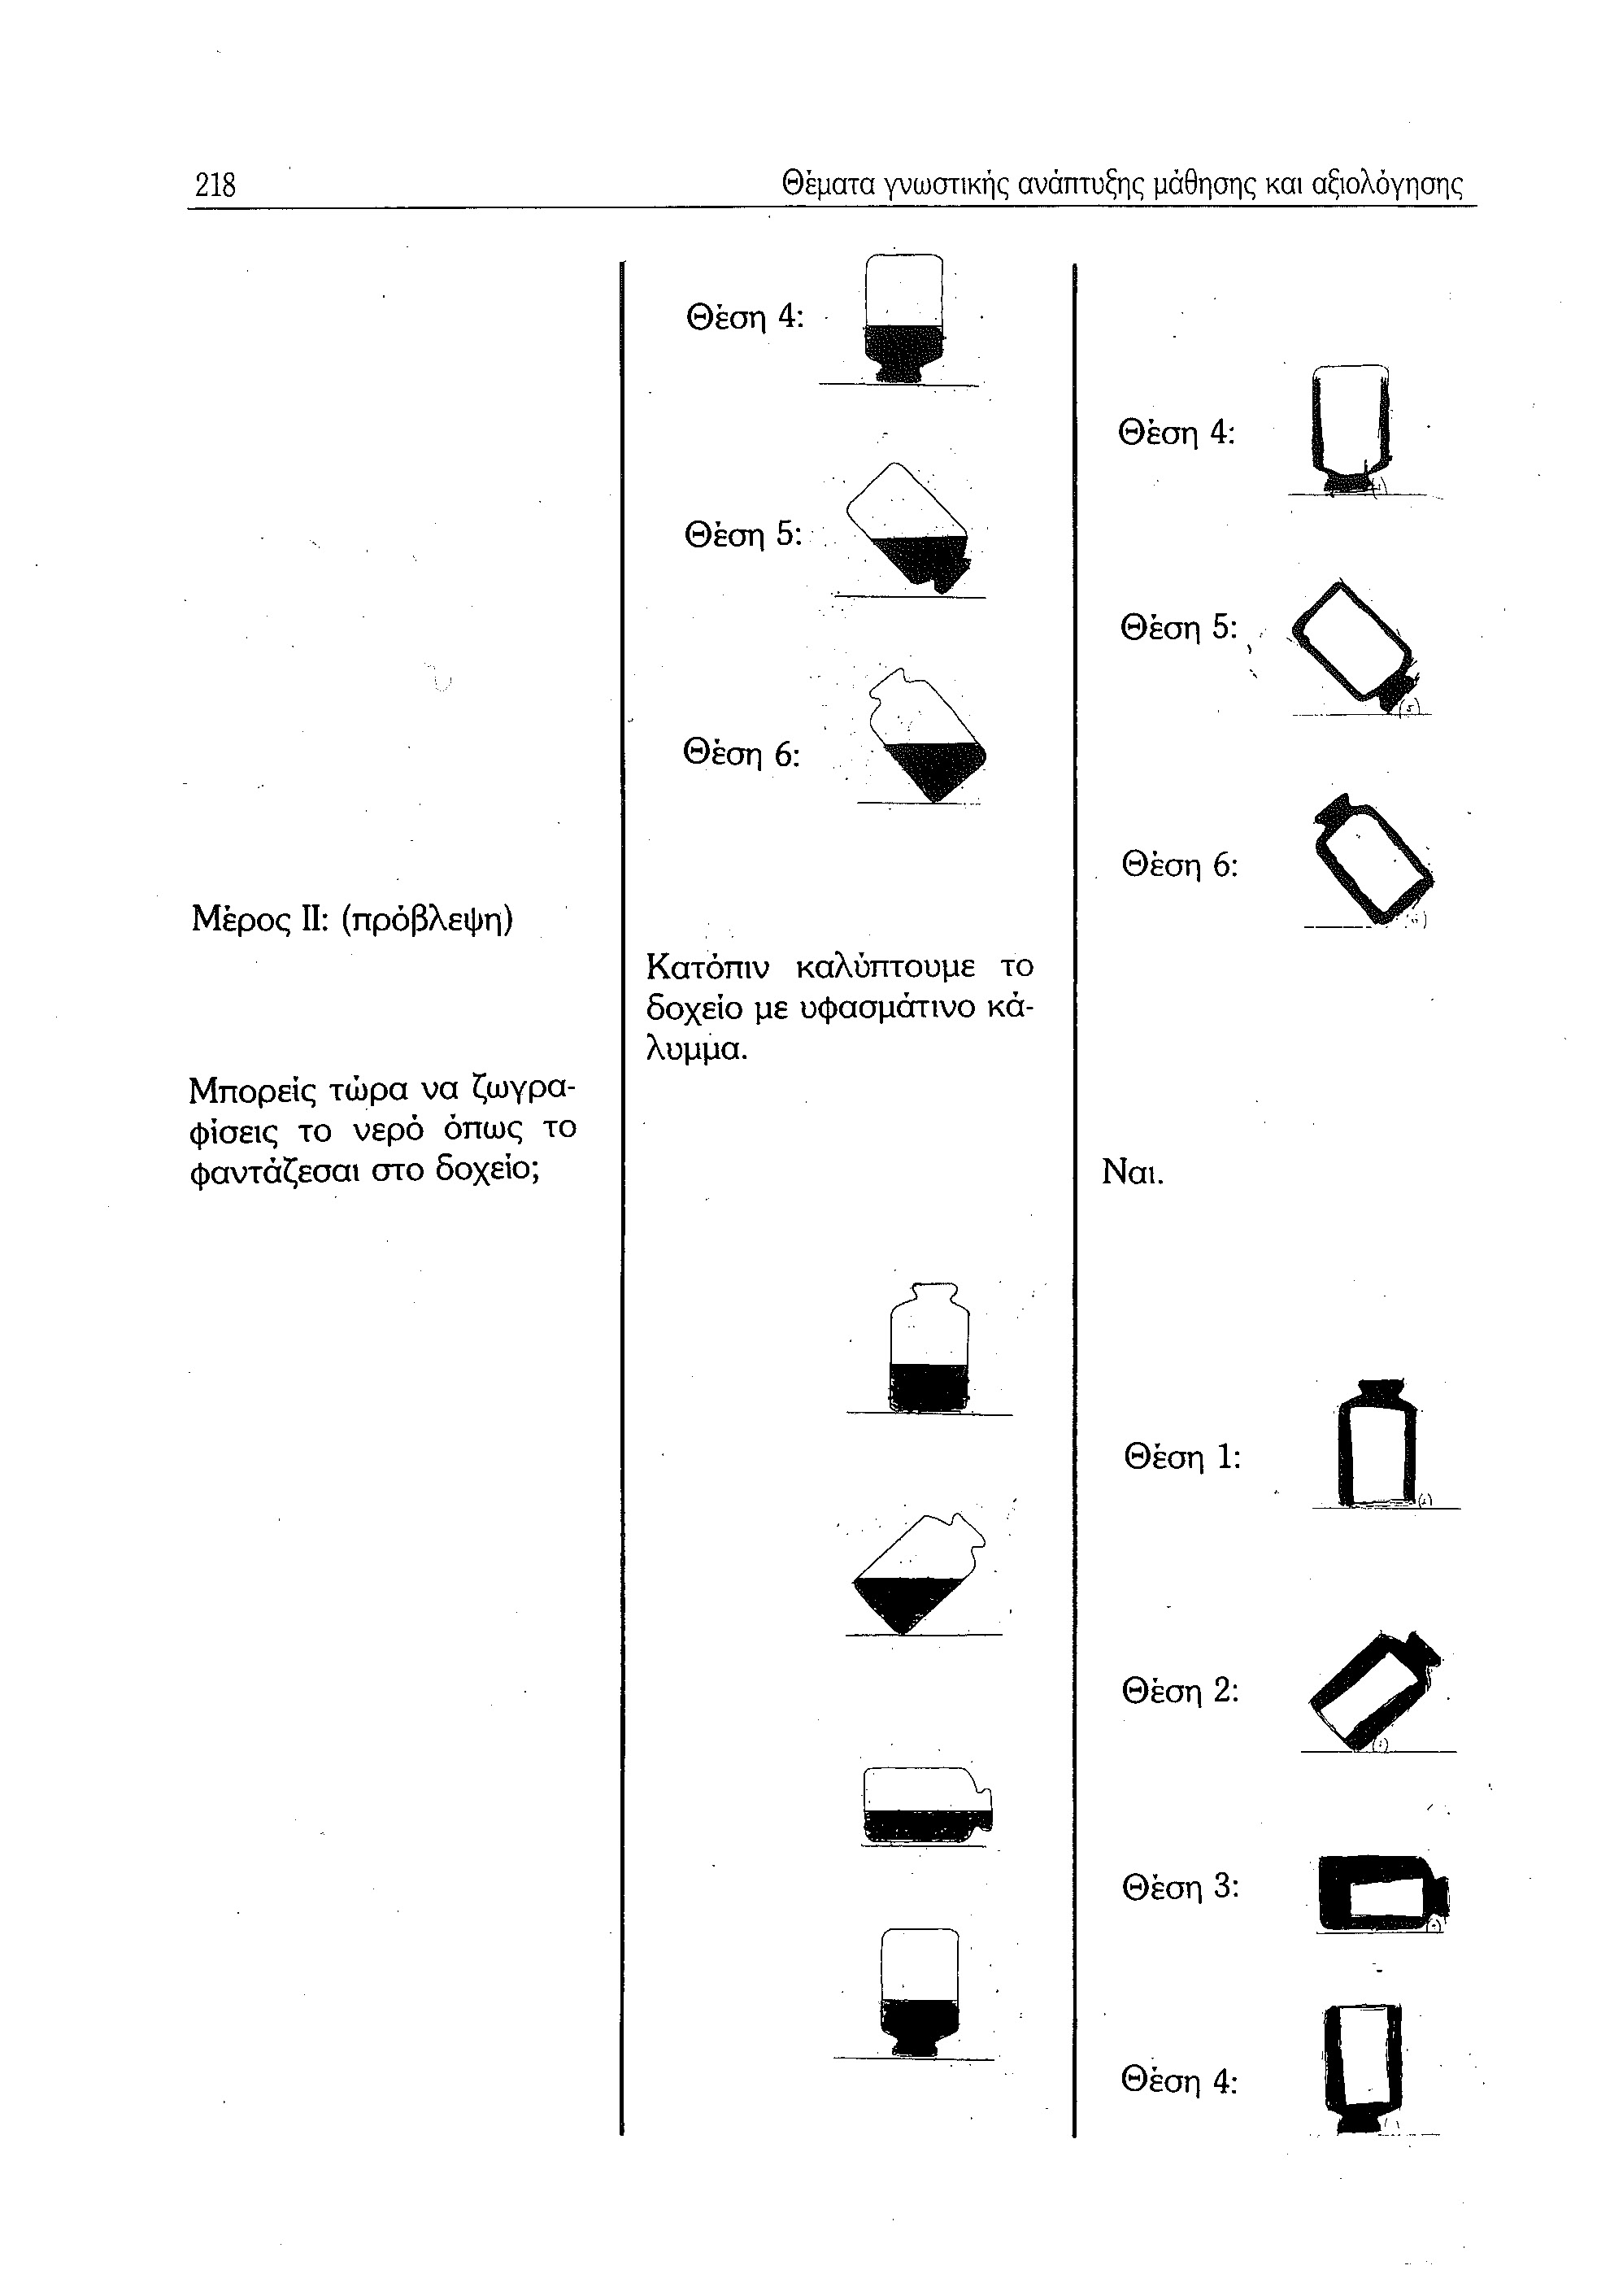 218
Θέματα γνωστικής ανάπτυξης μάθησης και αξιολόγησης
Θέση 4:
Θέση 4:
Θέση 5:
Θέση 5:
Θέση 6:
Θέση 6:
Μέρος ΙΙ: (πρόβλεψη)
Κατόπιν καλύπτουμε το
δοχείο με υφασμάτινο κά-
λυμμα.
Μπορείς τώρα να ζωγρα-
φίσεις το νερό όπως το
φαντάζεσαι στο δοχείο;
Ναι.
Θέση 1:
Θέση 2:
Θέση 3:
Θέση 4: